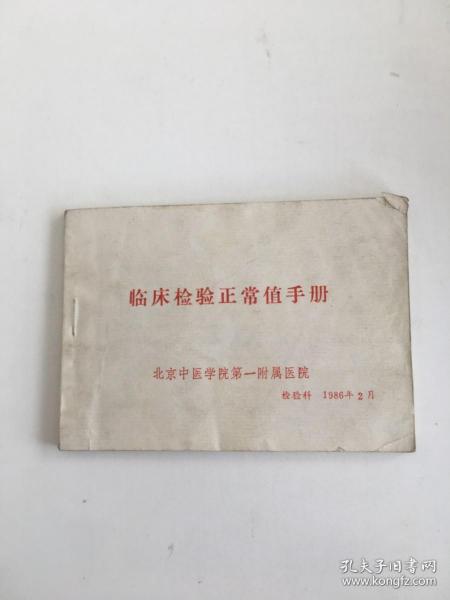 临床检验正常值手册
北京中医学院第一附属医院
检验科 1986年2月
孔夫子旧书网
www.kongfz.com